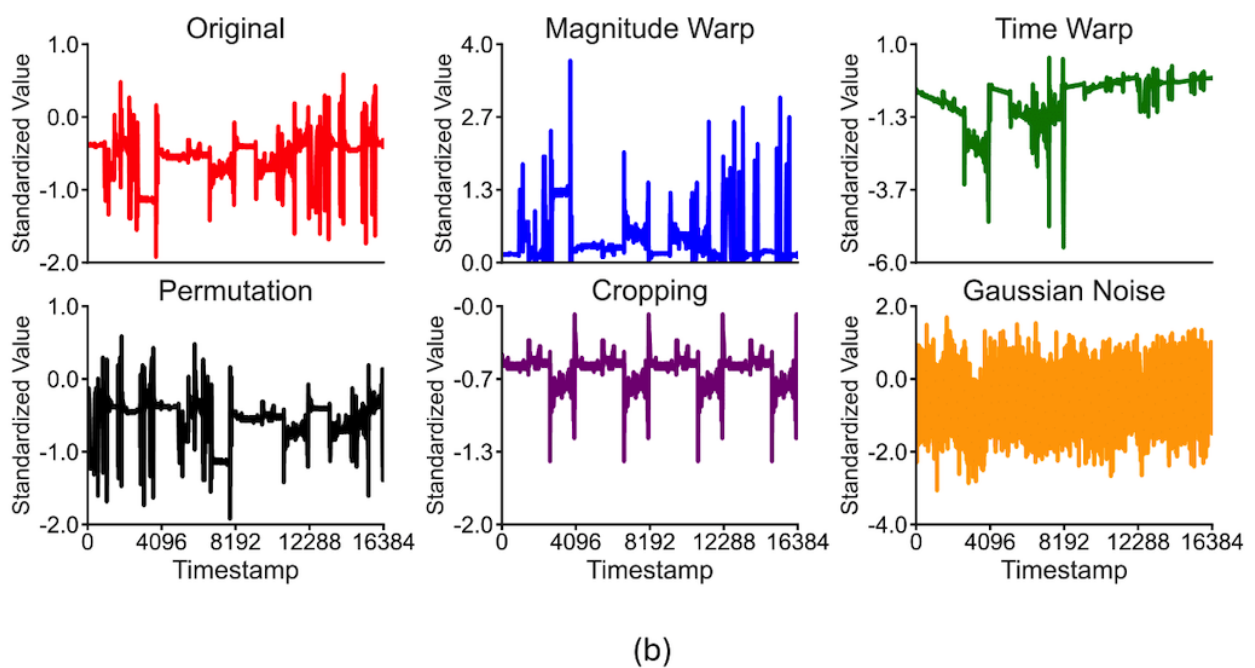 Original
Magnitude Warp
Time Warp
Standardized Value
1.0
0.0
-1.0
-2.0
Standardized Value
4.0
2.7
1.3
0.0
Standardized Value
1.0
-1.3
-3.7
-6.0
Permutation
Cropping
Gaussian Noise
Standardized Value
1.0
0.0
-1.0
-2.0
0 4096 8192 12288 16384
Timestamp
Standardized Value
-0.0
-0.7
-1.3
-2.0
0 4096 8192 12288 16384
Timestamp
Standardized Value
2.0
0.0
-2.0
-4.0
0 4096 8192 12288 16384
Timestamp
(b)